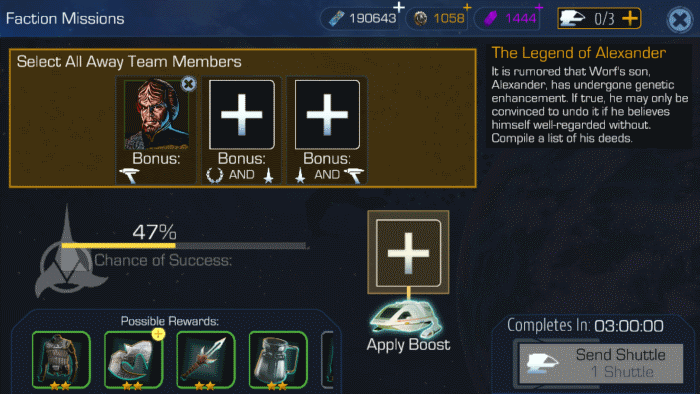 Faction Missions
190643
1058
1444
0/3
Select All Away Team Members
Bonus:
Bonus:
AND
Bonus:
AND
The Legend of Alexander
It is rumored that Worf's son,
Alexander, has undergone genetic
enhancement. If true, he may only be
convinced to undo it if he believes
himself well-regarded without.
Compile a list of his deeds.
47%
Chance of Success:
Apply Boost
Possible Rewards:
Completes In: 03:00:00
Send Shuttle
1 Shuttle